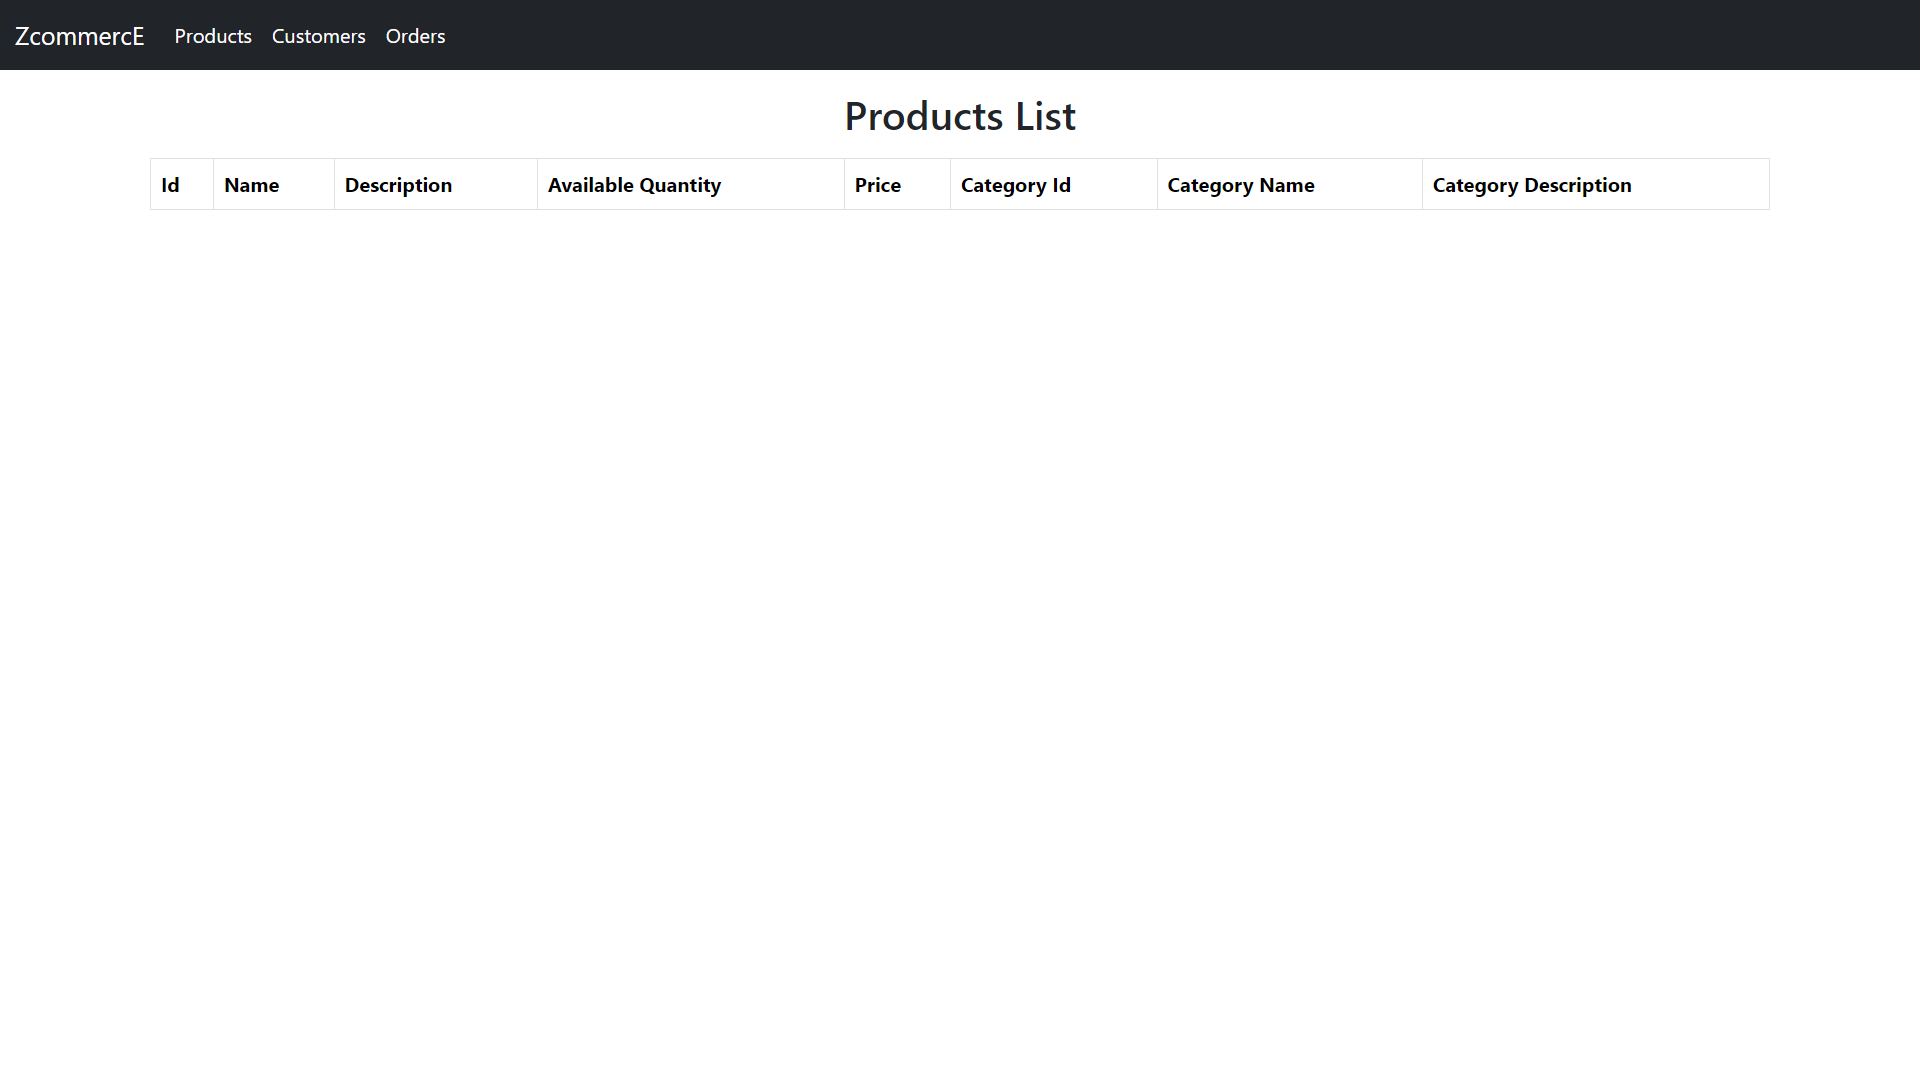 ZcommercE Products Customers Orders
Products List
Id Name Description Available Quantity Price Category Id Category Name Category Description